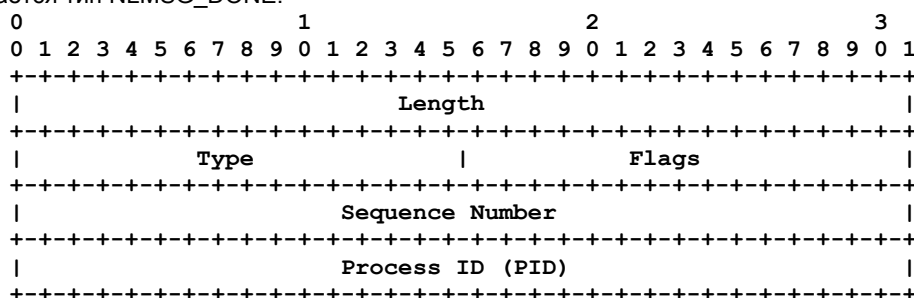 тип NLMSG_DONE.
0                   1                   2                   3
0 1 2 3 4 5 6 7 8 9 0 1 2 3 4 5 6 7 8 9 0 1 2 3 4 5 6 7 8 9 0 1
+-+-+-+-+-+-+-+-+-+-+-+-+-+-+-+-+-+-+-+-+-+-+-+-+-+-+-+-+-+-+-+
|                          Length                             |
+-+-+-+-+-+-+-+-+-+-+-+-+-+-+-+-+-+-+-+-+-+-+-+-+-+-+-+-+-+-+-+
|            Type              |           Flags              |
+-+-+-+-+-+-+-+-+-+-+-+-+-+-+-+-+-+-+-+-+-+-+-+-+-+-+-+-+-+-+-+
|                      Sequence Number                        |
+-+-+-+-+-+-+-+-+-+-+-+-+-+-+-+-+-+-+-+-+-+-+-+-+-+-+-+-+-+-+-+
|                      Process ID (PID)                       |
+-+-+-+-+-+-+-+-+-+-+-+-+-+-+-+-+-+-+-+-+-+-+-+-+-+-+-+-+-+-+-+